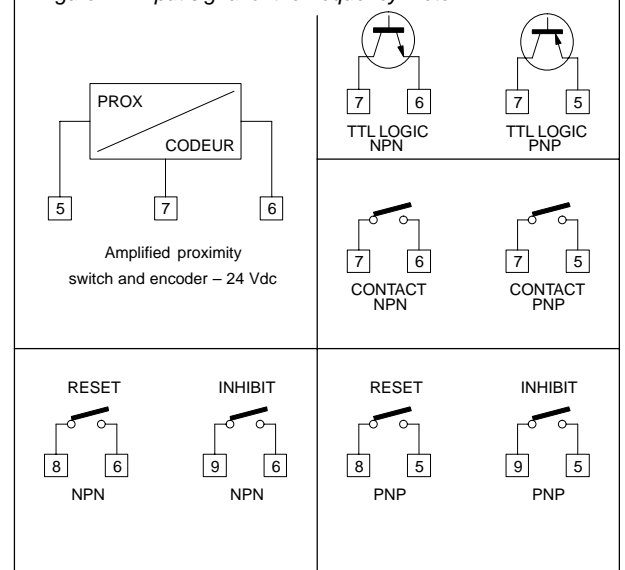 PROX
CODEUR
5 7 6
Amplified proximity
switch and encoder – 24 Vdc
7 6
TTL LOGIC
NPN
7 5
TTL LOGIC
PNP
7 6
CONTACT
NPN
7 5
CONTACT
PNP
RESET
8 6
NPN
INHIBIT
9 6
NPN
RESET
8 5
PNP
INHIBIT
9 5
PNP